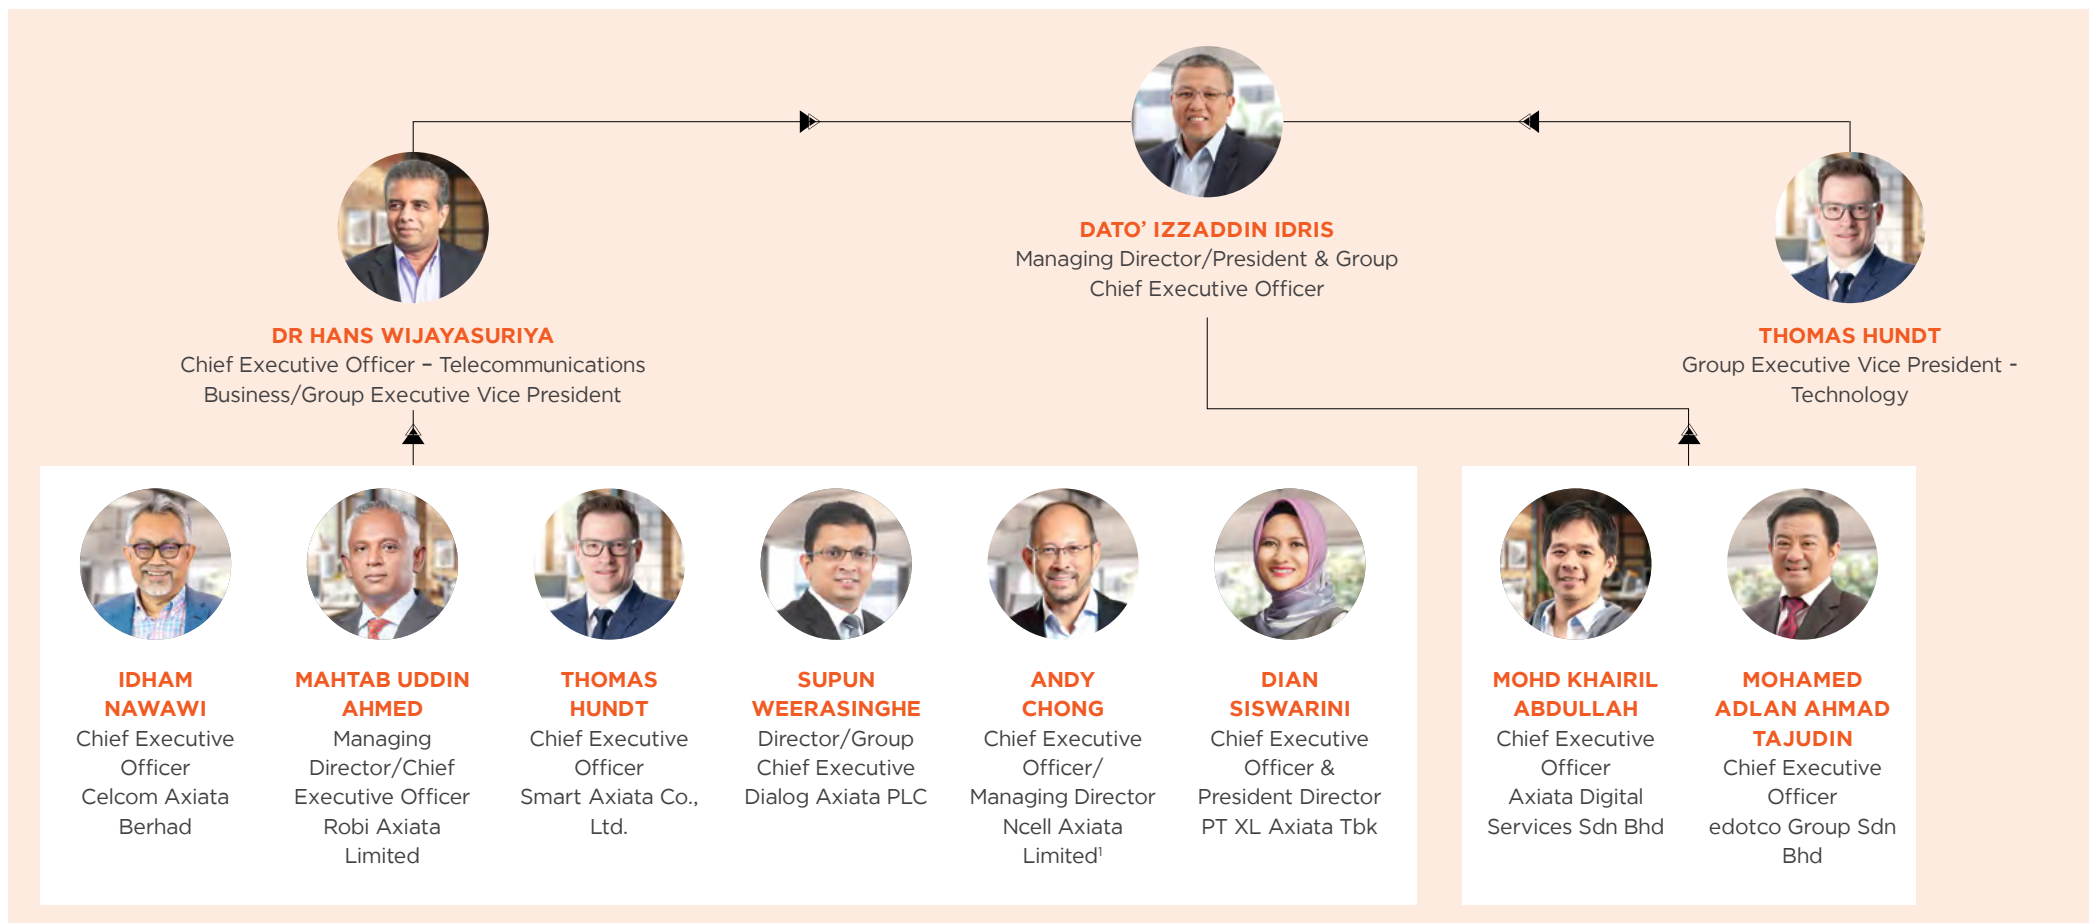 DATO’ IZZADDIN IDRIS
Managing Director/President & Group
Chief Executive Officer
DR HANS WIJAYASURIYA
Chief Executive Officer – Telecommunications
Business/Group Executive Vice President
THOMAS HUNDT
Group Executive Vice President -
Technology
IDHAM
NAWAWI
Chief Executive
Officer
Celcom Axiata
Berhad
MAHTAB UDDIN
AHMED
Managing
Director/Chief
Executive Officer
Robi Axiata
Limited
THOMAS
HUNDT
Chief Executive
Officer
Smart Axiata Co.,
Ltd.
SUPUN
WEERASINGHE
Director/Group
Chief Executive
Dialog Axiata PLC
ANDY
CHONG
Chief Executive
Officer/
Managing Director
Ncell Axiata
Limited¹
DIAN
SISWARINI
Chief Executive
Officer &
President Director
PT XL Axiata Tbk
MOHD KHAIRIL
ABDULLAH
Chief Executive
Officer
Axiata Digital
Services Sdn Bhd
MOHAMED
ADLAN AHMAD
TAJUDIN
Chief Executive
Officer
edotco Group Sdn
Bhd